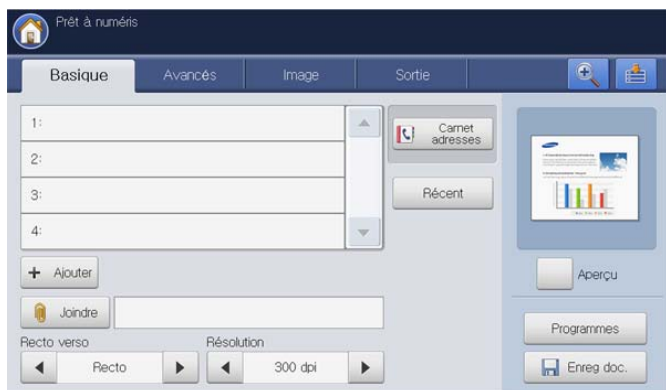 Prêt à numéris
Basique
Avancés
Image
Sortie
1:
2:
3:
4:
Carnet
adresses
Récent
+ Ajouter
Joindre
Aperçu
Recto verso
Résolution
Recto
300 dpi
Programmes
Enreg doc.